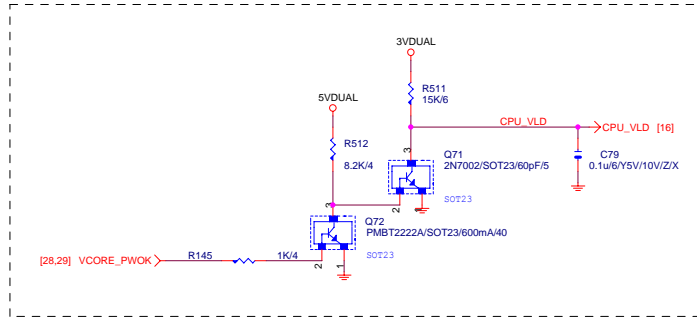 3VDUAL
R511
15K/6
5VDUAL
CPU_VLD
CPU_VLD [16]
R512
8.2K/4
3
Q71
2N7002/SOT23/60pF/5
C79
0.1u/6/Y5V/10V/Z/X
2
1
SOT23
3
Q72
PMBT2222A/SOT23/600mA/40
[28,29] VCORE_PWOK
R145
1K/4
2
1
SOT23